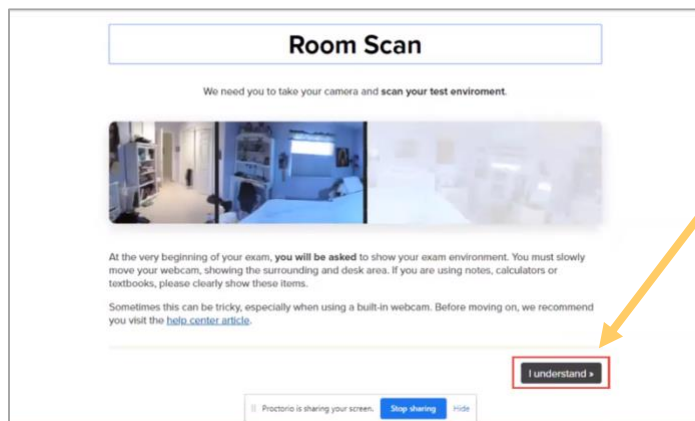 Room Scan
We need you to take your camera and scan your test enviroment.
At the very beginning of your exam, you will be asked to show your exam environment. You must slowly
move your webcam, showing the surrounding and desk area. If you are using notes, calculators or
textbooks, please clearly show these items.
Sometimes this can be tricky, especially when using a built-in webcam. Before moving on, we recommend
you visit the help center article.
I understand »
Proctorio is sharing your screen. Stop sharing Hide